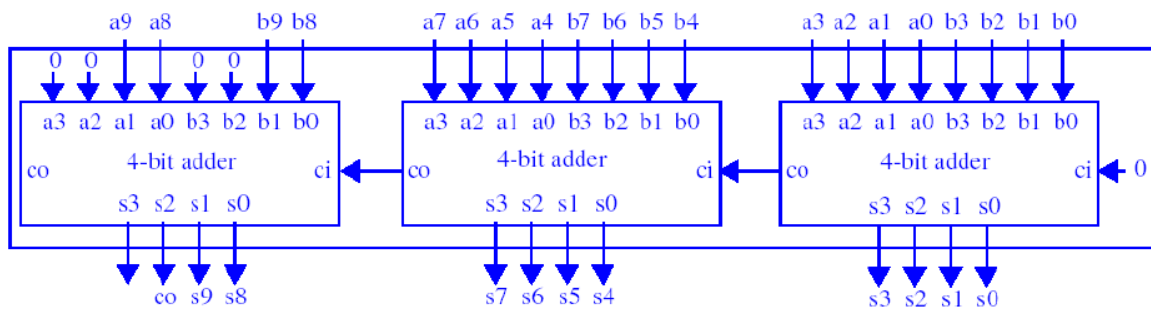 a9 a8 b9 b8 a7 a6 a5 a4 b7 b6 b5 b4 a3 a2 a1 a0 b3 b2 b1 b0
0 0 0 0
a3 a2 a1 a0 b3 b2 b1 b0 a3 a2 a1 a0 b3 b2 b1 b0 a3 a2 a1 a0 b3 b2 b1 b0
co 4-bit adder ci co 4-bit adder ci co 4-bit adder ci 0
s3 s2 s1 s0 s3 s2 s1 s0 s3 s2 s1 s0
co s9 s8 s7 s6 s5 s4 s3 s2 s1 s0